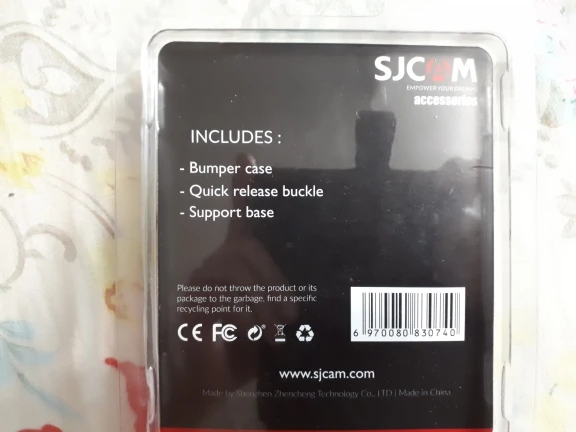 SJCAM
EMPOWER YOUR DREAMS
accessories
INCLUDES :
- Bumper case
- Quick release buckle
- Support base
Please do not throw the product or its
package to the garbage, find a specific
recycling point for it.
CE FC
6 970080 830740
www.sjcam.com
Made by Shenzhen Zhencheng Technology Co., LTD | Made in China